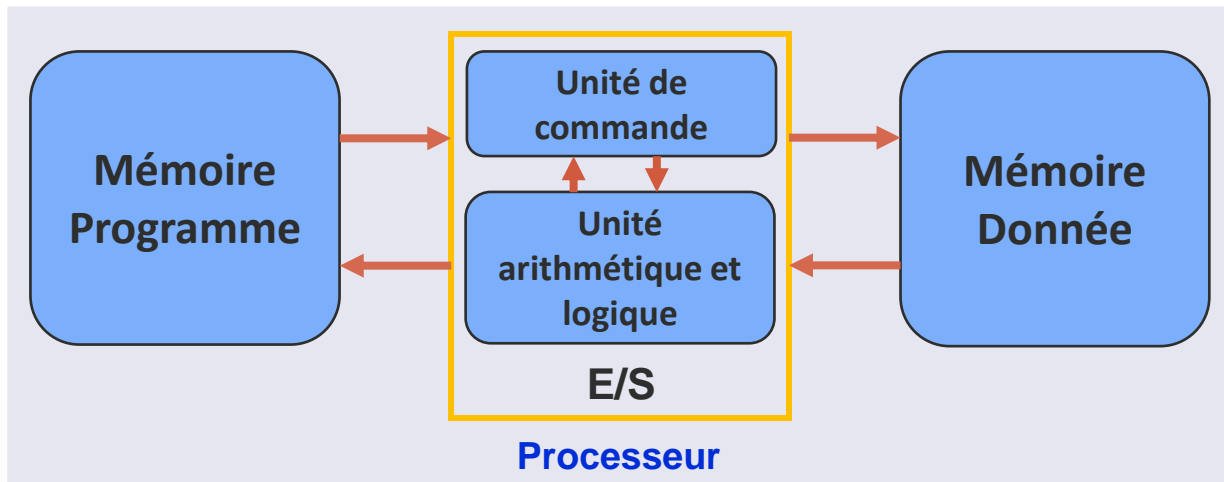 Mémoire
Programme
Unité de
commande
Unité
arithmétique et
logique
E/S
Processeur
Mémoire
Donnée